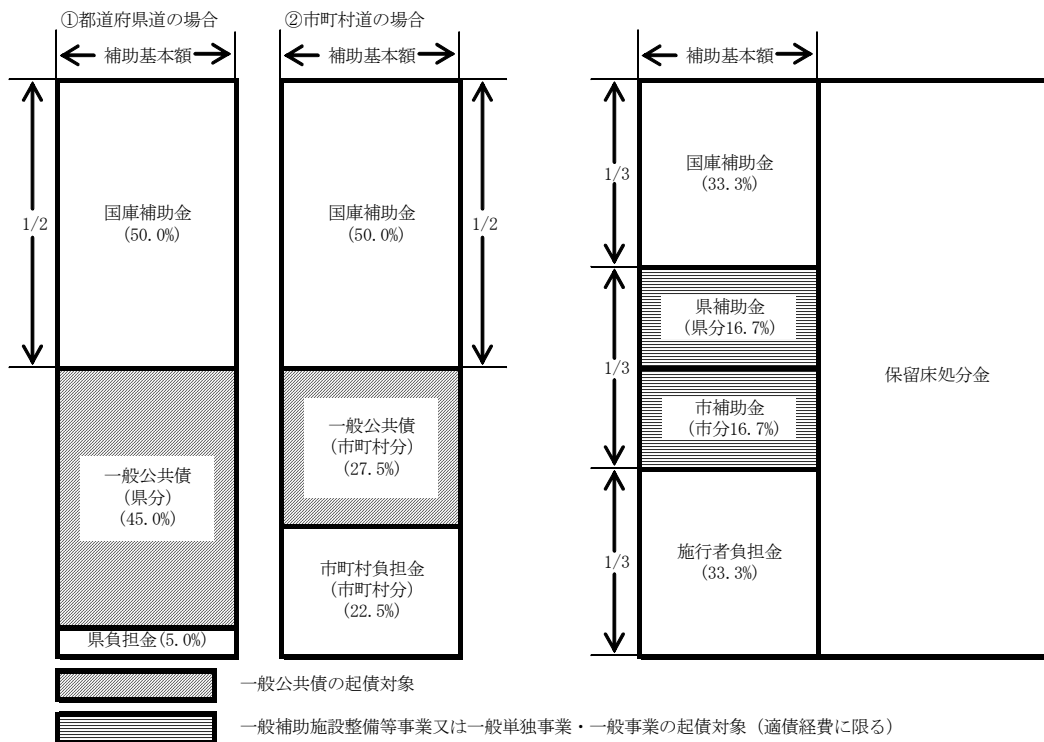 ①都道府県道の場合
補助基本額
1/2
国庫補助金
(50.0%)
一般公共債
(県分)
(45.0%)
県負担金(5.0%)
②市町村道の場合
補助基本額
国庫補助金
(50.0%)
1/2
一般公共債
(市町村分)
(27.5%)
市町村負担金
(市町村分)
(22.5%)
補助基本額
1/3
国庫補助金
(33.3%)
1/3
県補助金
(県分16.7%)
市補助金
(市分16.7%)
1/3
施行者負担金
(33.3%)
保留床処分金
一般公共債の起債対象
一般補助施設整備等事業又は一般単独事業・一般事業の起債対象（適債経費に限る）